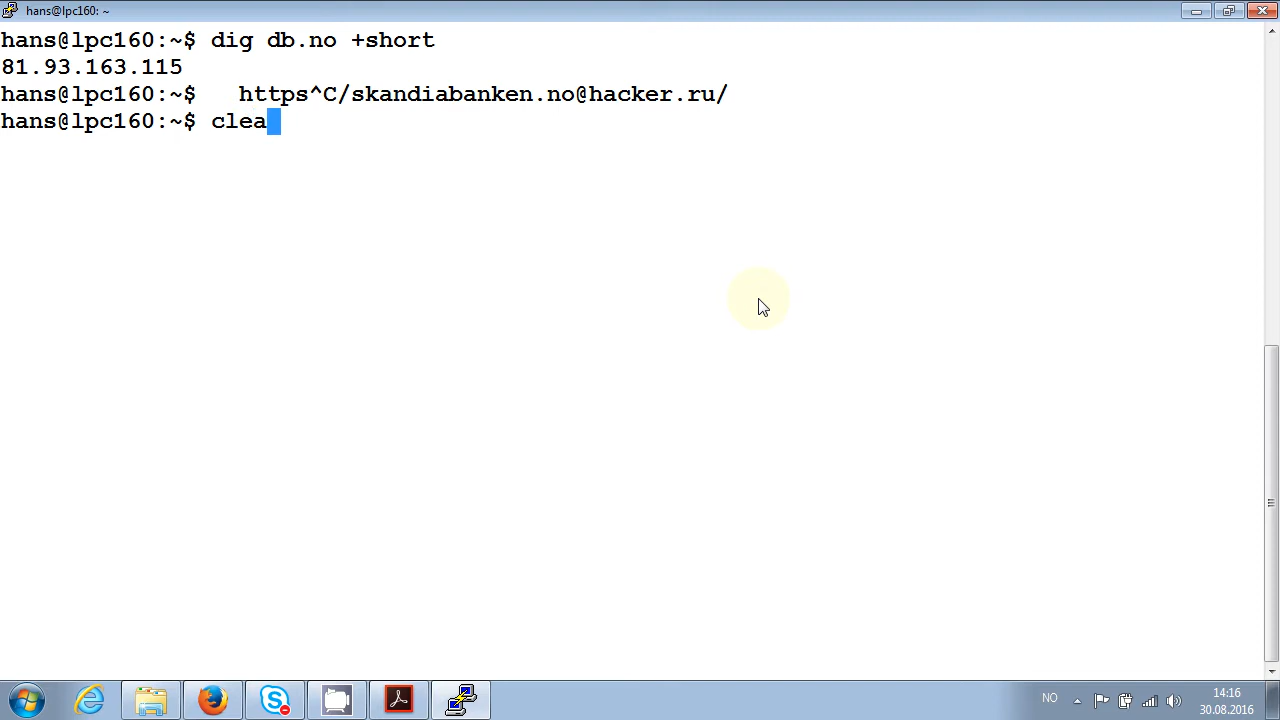 hans@lpc160: ~
hans@lpc160:~$ dig db.no +short
81.93.163.115
hans@lpc160:~$   https^C/skandiabanken.no@hacker.ru/
hans@lpc160:~$ clea
NO
14:16
30.08.2016